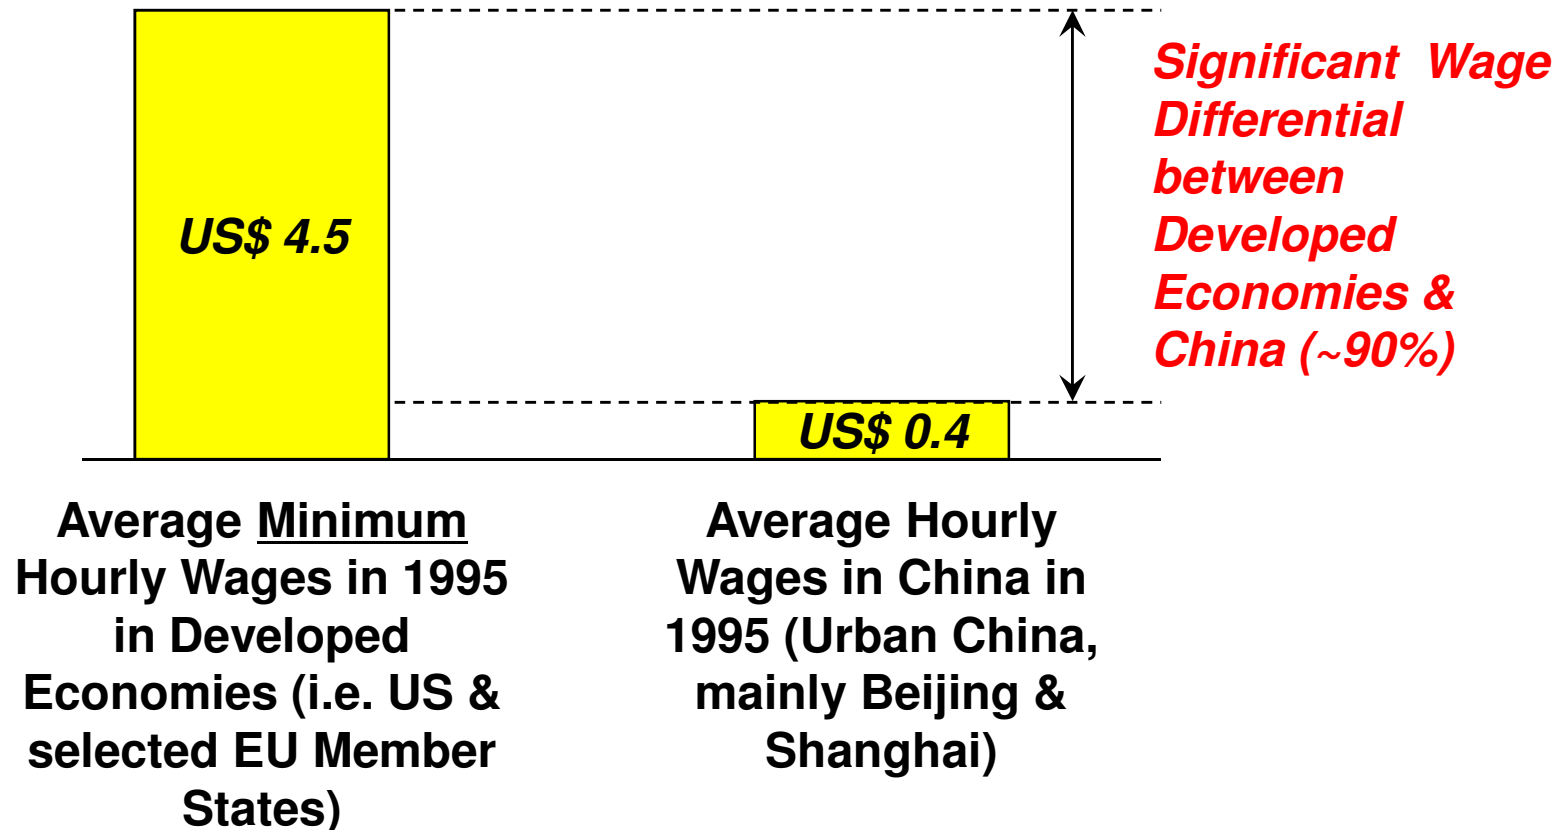 Significant Wage
Differential
between
Developed
Economies &
China (~90%)
US$ 4.5
US$ 0.4
Average Minimum
Hourly Wages in 1995
in Developed
Economies (i.e. US &
selected EU Member
States)
Average Hourly
Wages in China in
1995 (Urban China,
mainly Beijing &
Shanghai)